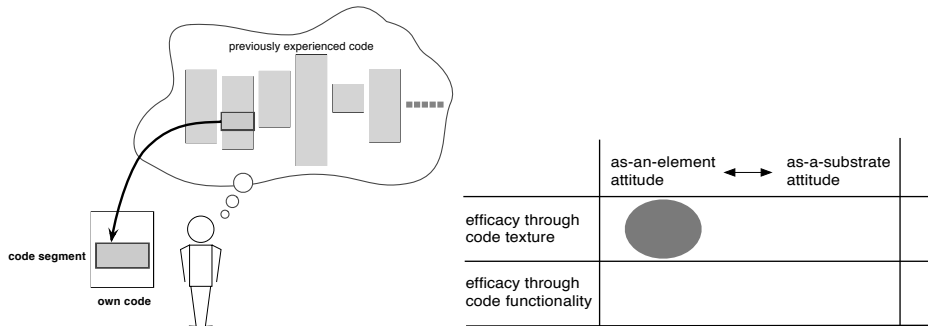 previously experienced code
code segment
own code
as-an-element
attitude
as-a-substrate
attitude
efficacy through
code texture
efficacy through
code functionality